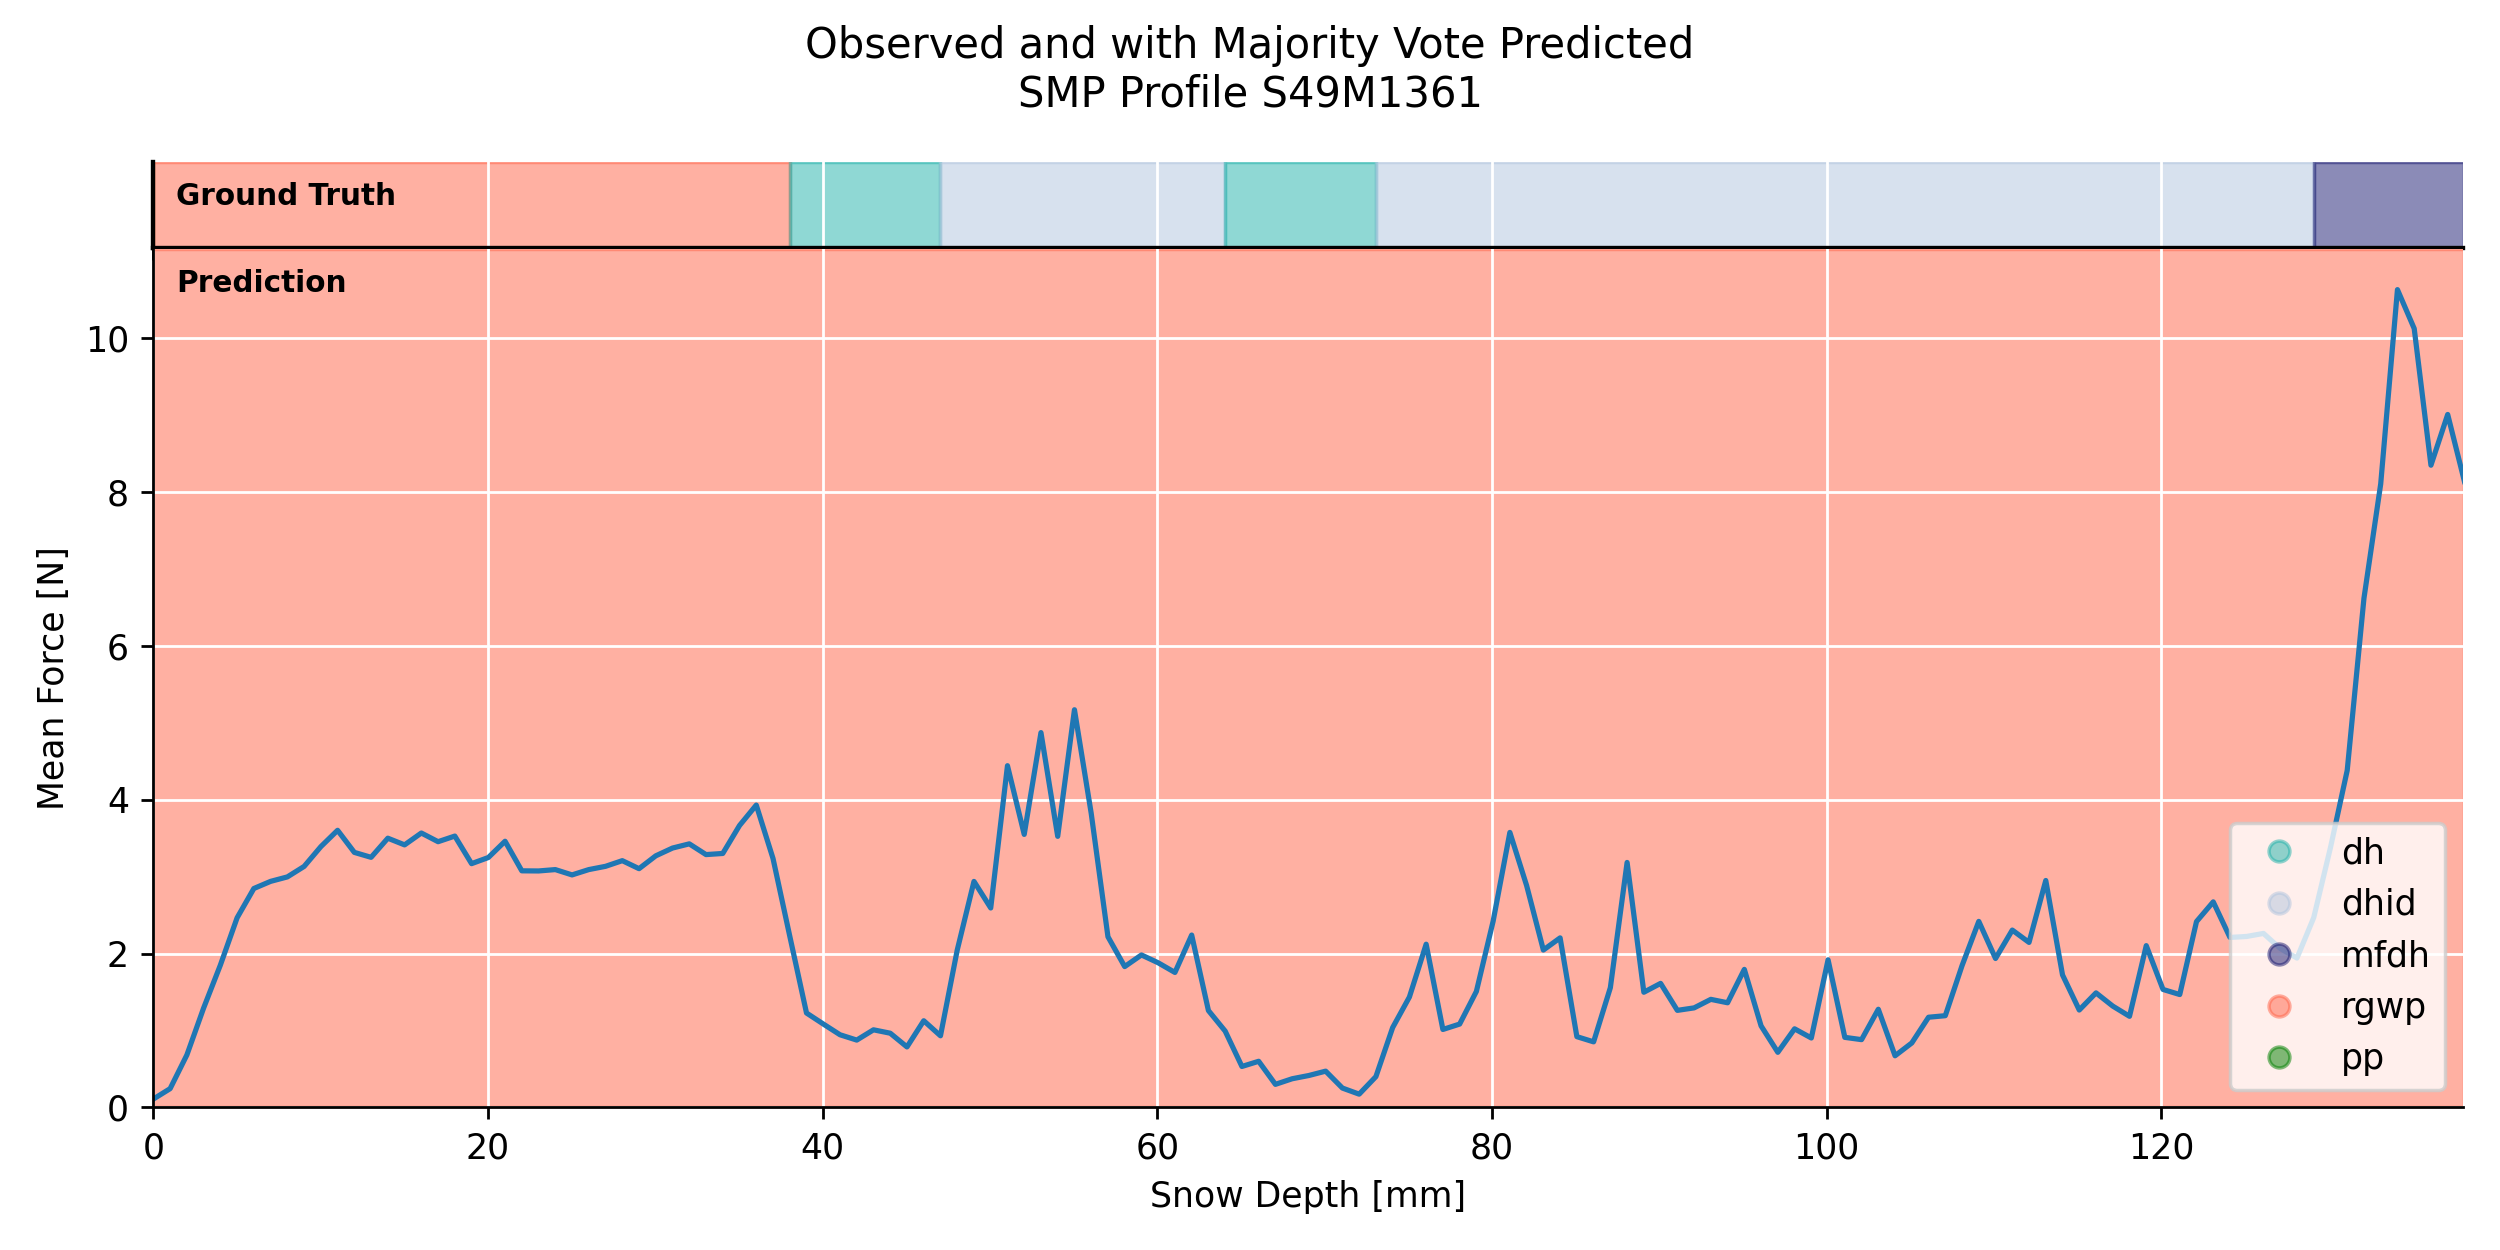 Observed and with Majority Vote Predicted
SMP Profile S49M1361
Ground Truth
Prediction
10
8
6
4
2
0
Mean Force [N]
0 20 40 60 80 100 120
Snow Depth [mm]
dh
dhid
mfdh
rgwp
pp